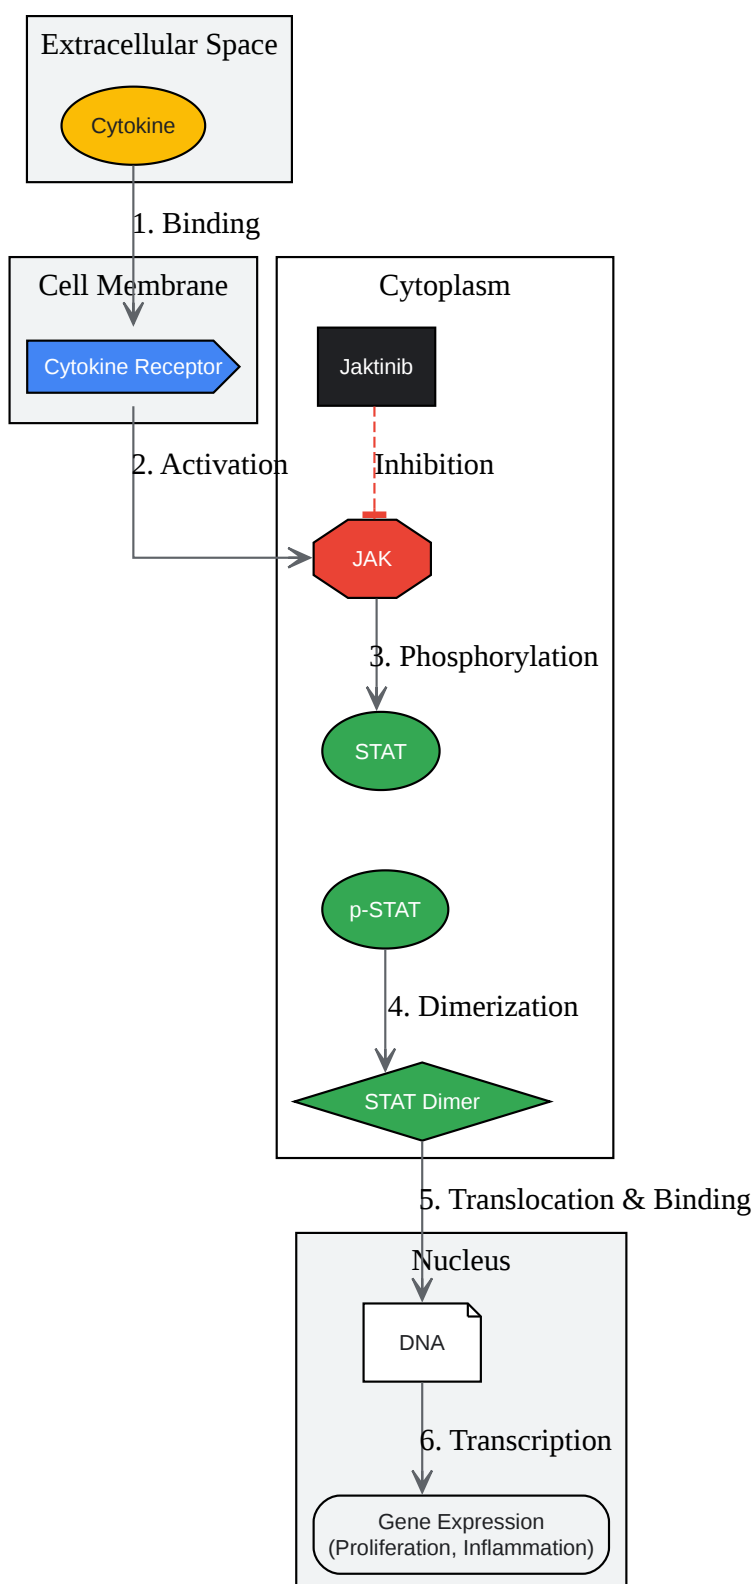 Extracellular Space
Cytokine
1. Binding
Cell Membrane
Cytokine Receptor
2. Activation
Cytoplasm
Jaktinib
Inhibition
JAK
3. Phosphorylation
STAT
p-STAT
4. Dimerization
STAT Dimer
5. Translocation & Binding
Nucleus
DNA
6. Transcription
Gene Expression
(Proliferation, Inflammation)